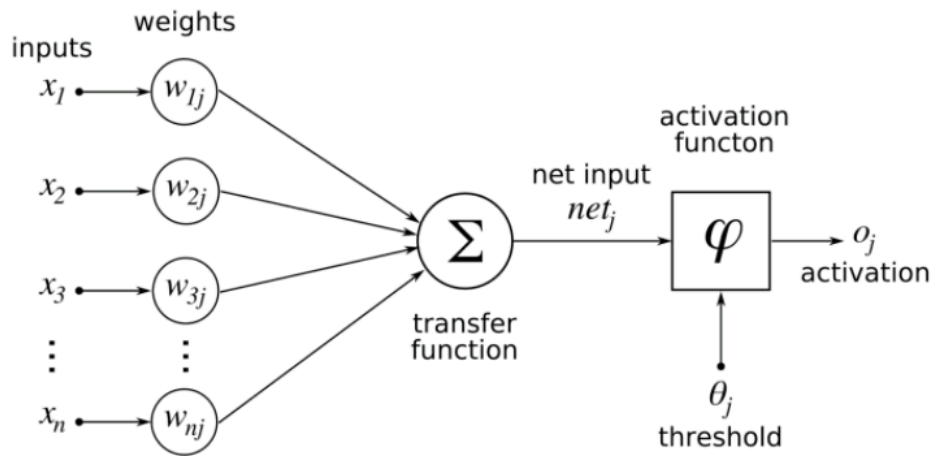 weights
inputs
x₁
w₁ⱼ
activation
functon
x₂
w₂ⱼ
net input
netⱼ
Σ
φ
oⱼ
activation
x₃
w₃ⱼ
transfer
function
⋮
⋮
xₙ
wₙⱼ
θⱼ
threshold